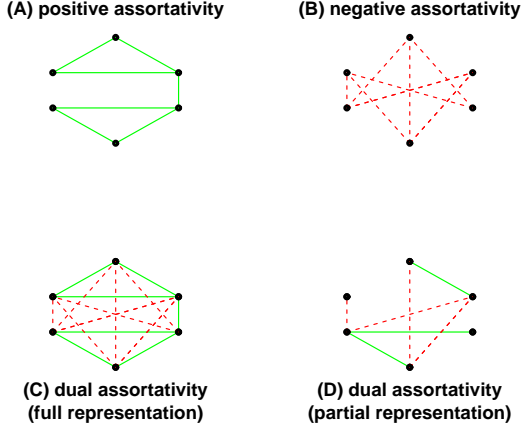 (A) positive assortativity
(B) negative assortativity
(C) dual assortativity
(full representation)
(D) dual assortativity
(partial representation)